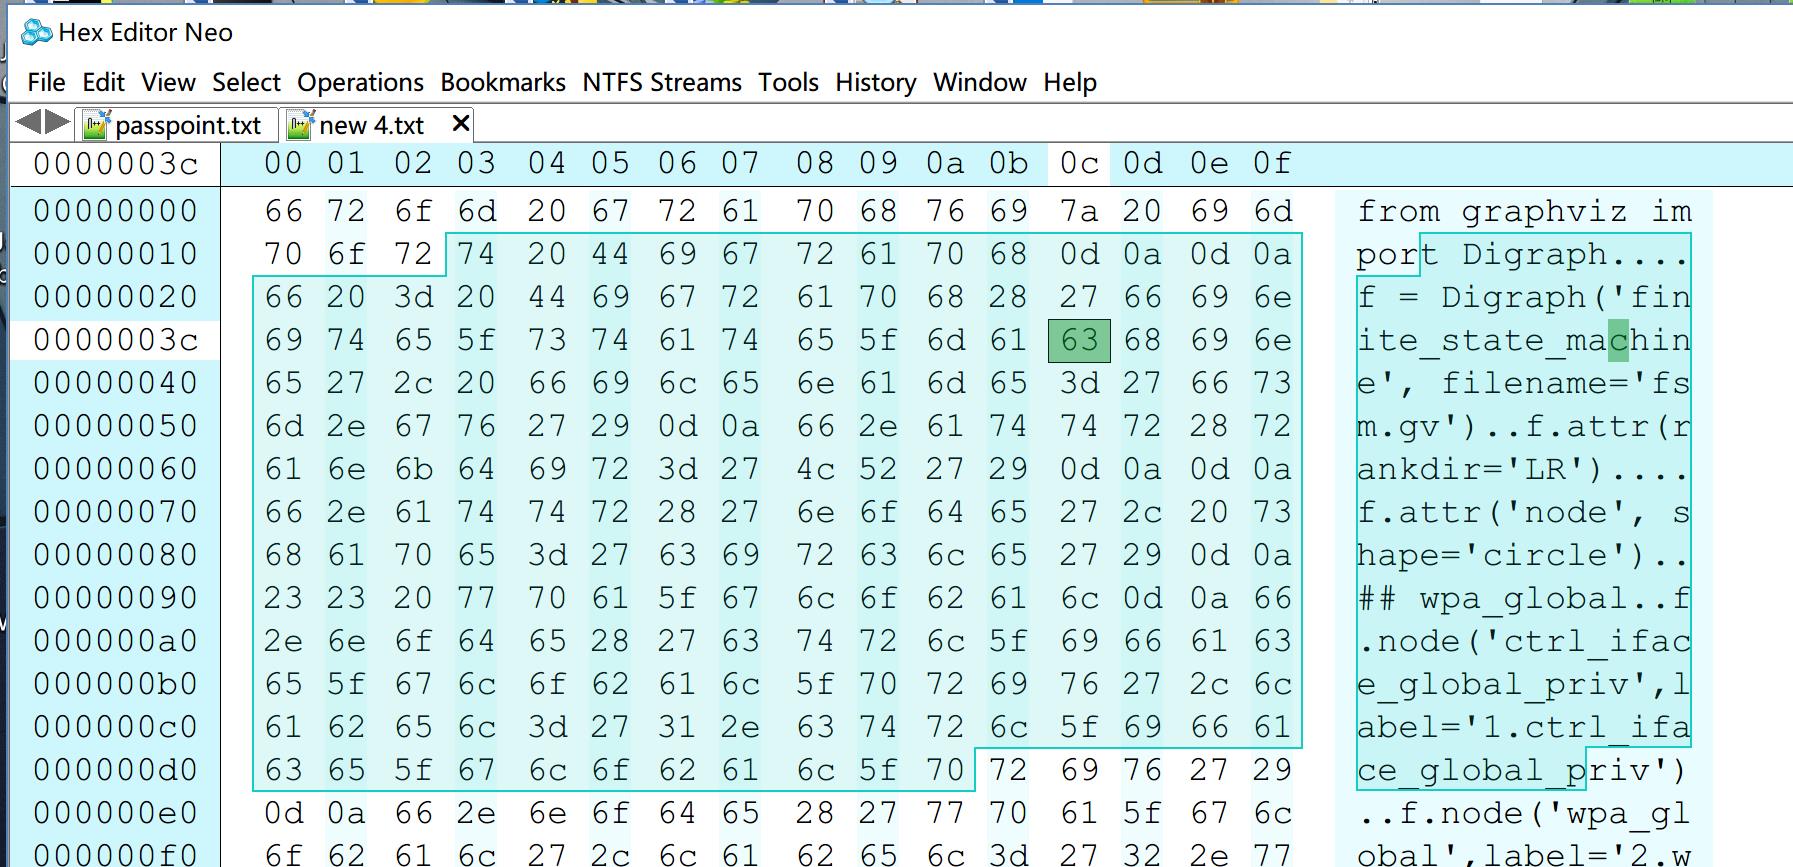 Hex Editor Neo
File Edit View Select Operations Bookmarks NTFS Streams Tools History Window Help
passpoint.txt new 4.txt
0000003c 00 01 02 03 04 05 06 07 08 09 0a 0b 0c 0d 0e 0f
00000000 66 72 6f 6d 20 67 72 61 70 68 76 69 7a 20 69 6d from graphviz im
00000010 70 6f 72 74 20 44 69 67 72 61 70 68 0d 0a 0d 0a port Digraph....
00000020 66 20 3d 20 44 69 67 72 61 70 68 28 27 66 69 6e f = Digraph('fin
0000003c 69 74 65 5f 73 74 61 74 65 5f 6d 61 63 68 69 6e ite_state_machin
00000040 65 27 2c 20 66 69 6c 65 6e 61 6d 65 3d 27 66 73 e', filename='fs
00000050 6d 2e 67 76 27 29 0d 0a 66 2e 61 74 74 72 28 72 m.gv')..f.attr(r
00000060 61 6e 6b 64 69 72 3d 27 4c 52 27 29 0d 0a 0d 0a ankdir='LR')....
00000070 66 2e 61 74 74 72 28 27 6e 6f 64 65 27 2c 20 73 f.attr('node', s
00000080 68 61 70 65 3d 27 63 69 72 63 6c 65 27 29 0d 0a hape='circle')..
00000090 23 23 20 77 70 61 5f 67 6c 6f 62 61 6c 0d 0a 66 ## wpa_global..f
000000a0 2e 6e 6f 64 65 28 27 63 74 72 6c 5f 69 66 61 63 .node('ctrl_ifac
000000b0 65 5f 67 6c 6f 62 61 6c 5f 70 72 69 76 27 2c 6c e_global_priv',l
000000c0 61 62 65 6c 3d 27 31 2e 63 74 72 6c 5f 69 66 61 abel='1.ctrl_ifa
000000d0 63 65 5f 67 6c 6f 62 61 6c 5f 70 72 69 76 27 29 ce_global_priv')
000000e0 0d 0a 66 2e 6e 6f 64 65 28 27 77 70 61 5f 67 6c ..f.node('wpa_gl
000000f0 6f 62 61 6c 27 2c 6c 61 62 65 6c 3d 27 32 2e 77 obal',label='2.w